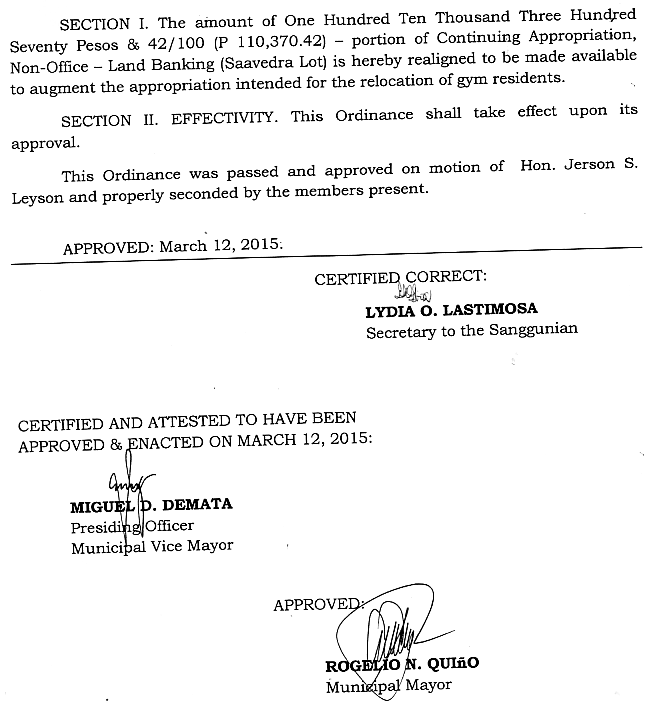 SECTION I. The amount of One Hundred Ten Thousand Three Hundred
Seventy Pesos & 42/100 (P 110,370.42) – portion of Continuing Appropriation,
Non-Office – Land Banking (Saavedra Lot) is hereby realigned to be made available
to augment the appropriation intended for the relocation of gym residents.
SECTION II. EFFECTIVITY. This Ordinance shall take effect upon its
approval.
This Ordinance was passed and approved on motion of Hon. Jerson S.
Leyson and properly seconded by the members present.
APPROVED: March 12, 2015.
CERTIFIED CORRECT:
LYDIA O. LASTIMOSA
Secretary to the Sanggunian
CERTIFIED AND ATTESTED TO HAVE BEEN
APPROVED & ENACTED ON MARCH 12, 2015:
MIGUEL D. DEMATA
Presiding Officer
Municipal Vice Mayor
APPROVED:
ROGELIO N. QUIñO
Municipal Mayor